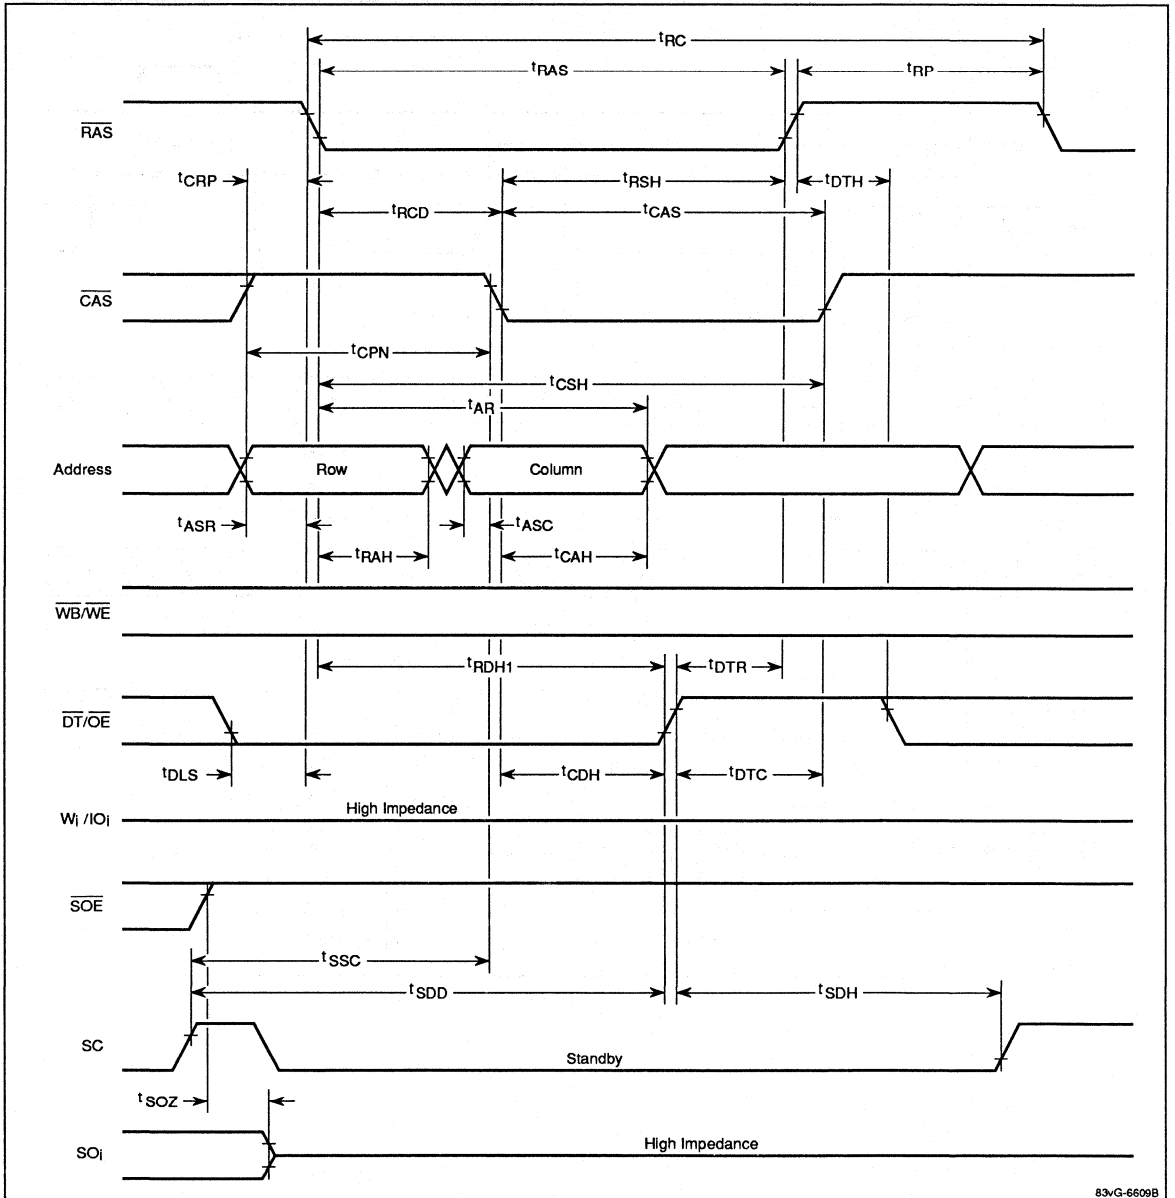 tRC
tRAS
tRP
RAS
tCRP
tRSH
tDTH
tRCD
tCAS
CAS
tCPN
tCSH
tAR
Address
Row
Column
tASR
tASC
tRAH
tCAH
WB/WE
tRDH1
tDTR
DT/OE
tDLS
tCDH
tDTC
High Impedance
Wi /IOi
SOE
tSSC
tSDD
tSDH
SC
Standby
tSOZ
SOi
High Impedance
83vG-6609B